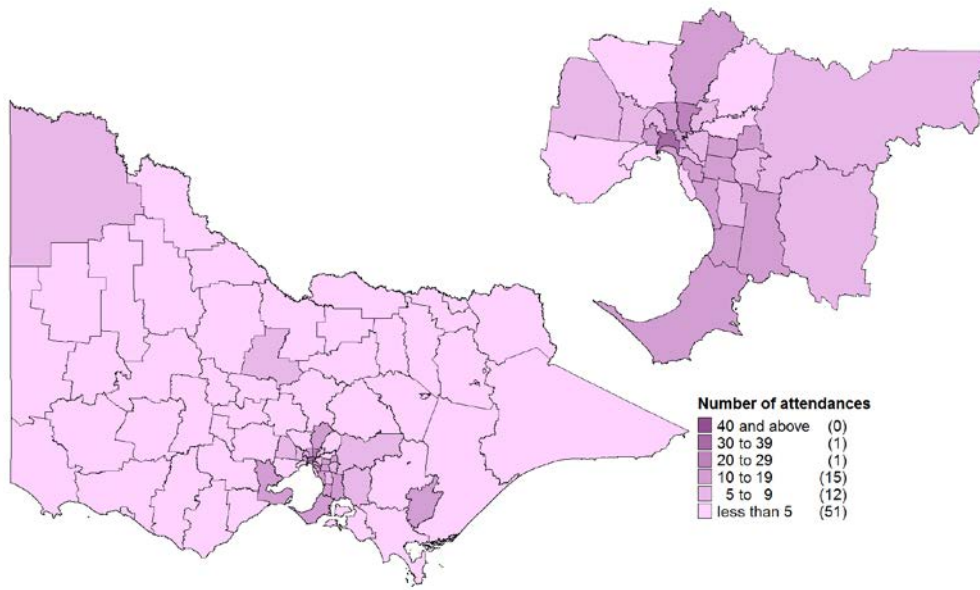 Number of attendances
40 and above (0)
30 to 39 (1)
20 to 29 (1)
10 to 19 (15)
5 to 9 (12)
less than 5 (51)